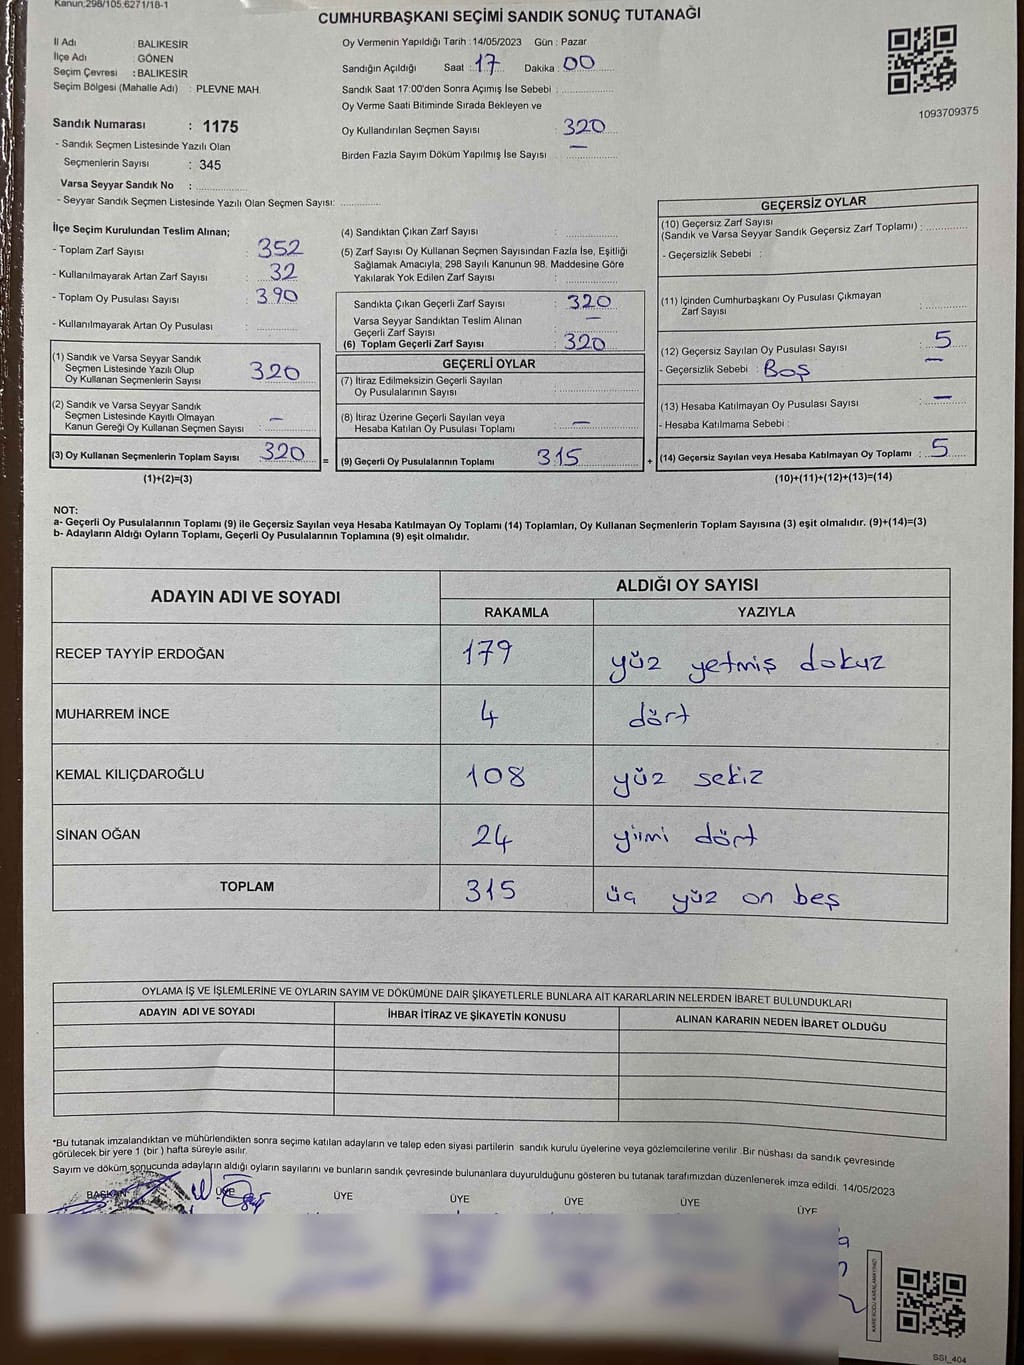 Kanun;298/105;6271/18-1
CUMHURBAŞKANI SEÇİMİ SANDIK SONUÇ TUTANAĞI
İl Adı : BALIKESİR
İlçe Adı : GÖNEN
Seçim Çevresi : BALIKESİR
Seçim Bölgesi (Mahalle Adı) : PLEVNE MAH.
Sandık Numarası : 1175
- Sandık Seçmen Listesinde Yazılı Olan
Seçmenlerin Sayısı : 345
Varsa Seyyar Sandık No : ..............
- Seyyar Sandık Seçmen Listesinde Yazılı Olan Seçmen Sayısı: ............
Oy Vermenin Yapıldığı Tarih : 14/05/2023 Gün : Pazar
Sandığın Açıldığı Saat : 17 Dakika : 00
Sandık Saat 17:00'den Sonra Açımış İse Sebebi : ..............
Oy Verme Saati Bitiminde Sırada Bekleyen ve
Oy Kullandırılan Seçmen Sayısı : 320
Birden Fazla Sayım Döküm Yapılmış İse Sayısı : —
1093709375
İlçe Seçim Kurulundan Teslim Alınan;
- Toplam Zarf Sayısı : 352
- Kullanılmayarak Artan Zarf Sayısı : 32
- Toplam Oy Pusulası Sayısı : 390
- Kullanılmayarak Artan Oy Pusulası : ............
(1) Sandık ve Varsa Seyyar Sandık
Seçmen Listesinde Yazılı Olup
Oy Kullanan Seçmenlerin Sayısı : 320
(2) Sandık ve Varsa Seyyar Sandık
Seçmen Listesinde Kayıtlı Olmayan
Kanun Gereği Oy Kullanan Seçmen Sayısı : —
(3) Oy Kullanan Seçmenlerin Toplam Sayısı : 320
(1)+(2)=(3)
(4) Sandıktan Çıkan Zarf Sayısı : ............
(5) Zarf Sayısı Oy Kullanan Seçmen Sayısından Fazla İse, Eşitliği
Sağlamak Amacıyla, 298 Sayılı Kanunun 98. Maddesine Göre
Yakılarak Yok Edilen Zarf Sayısı : ............
Sandıkta Çıkan Geçerli Zarf Sayısı : 320
Varsa Seyyar Sandıktan Teslim Alınan
Geçerli Zarf Sayısı : —
(6) Toplam Geçerli Zarf Sayısı : 320
GEÇERLİ OYLAR
(7) İtiraz Edilmeksizin Geçerli Sayılan
Oy Pusulalarının Sayısı : ............
(8) İtiraz Üzerine Geçerli Sayılan veya
Hesaba Katılan Oy Pusulası Toplamı : —
= (9) Geçerli Oy Pusulalarının Toplamı : 315
GEÇERSİZ OYLAR
(10) Geçersiz Zarf Sayısı
(Sandık ve Varsa Seyyar Sandık Geçersiz Zarf Toplamı) : ............
- Geçersizlik Sebebi :
(11) İçinden Cumhurbaşkanı Oy Pusulası Çıkmayan
Zarf Sayısı : ............
(12) Geçersiz Sayılan Oy Pusulası Sayısı : 5
- Geçersizlik Sebebi : Boş —
(13) Hesaba Katılmayan Oy Pusulası Sayısı : —
- Hesaba Katılmama Sebebi :
+ (14) Geçersiz Sayılan veya Hesaba Katılmayan Oy Toplamı : 5
(10)+(11)+(12)+(13)=(14)
NOT:
a- Geçerli Oy Pusulalarının Toplamı (9) ile Geçersiz Sayılan veya Hesaba Katılmayan Oy Toplamı (14) Toplamları, Oy Kullanan Seçmenlerin Toplam Sayısına (3) eşit olmalıdır. (9)+(14)=(3)
b- Adayların Aldığı Oyların Toplamı, Geçerli Oy Pusulalarının Toplamına (9) eşit olmalıdır.
ADAYIN ADI VE SOYADI ALDIĞI OY SAYISI
RAKAMLA YAZIYLA
RECEP TAYYİP ERDOĞAN 179 yüz yetmiş dokuz
MUHARREM İNCE 4 dört
KEMAL KILIÇDAROĞLU 108 yüz sekiz
SİNAN OĞAN 24 yiimi dört
TOPLAM 315 üç yüz on beş
OYLAMA İŞ VE İŞLEMLERİNE VE OYLARIN SAYIM VE DÖKÜMÜNE DAİR ŞİKAYETLERLE BUNLARA AİT KARARLARIN NELERDEN İBARET BULUNDUKLARI
ADAYIN ADI VE SOYADI İHBAR İTİRAZ VE ŞİKAYETİN KONUSU ALINAN KARARIN NEDEN İBARET OLDUĞU
*Bu tutanak imzalandıktan ve mühürlendikten sonra seçime katılan adayların ve talep eden siyasi partilerin sandık kurulu üyelerine veya gözlemcilerine verilir. Bir nüshası da sandık çevresinde
görülecek bir yere 1 (bir ) hafta süreyle asılır.
Sayım ve döküm sonucunda adayların aldığı oyların sayılarını ve bunların sandık çevresinde bulunanlara duyurulduğunu gösteren bu tutanak tarafımızdan düzenlenerek imza edildi. 14/05/2023
BAŞKAN ÜYE ÜYE ÜYE ÜYE ÜYE ÜYE
KAREKODU KARALAMAYINIZ!
SSI_404